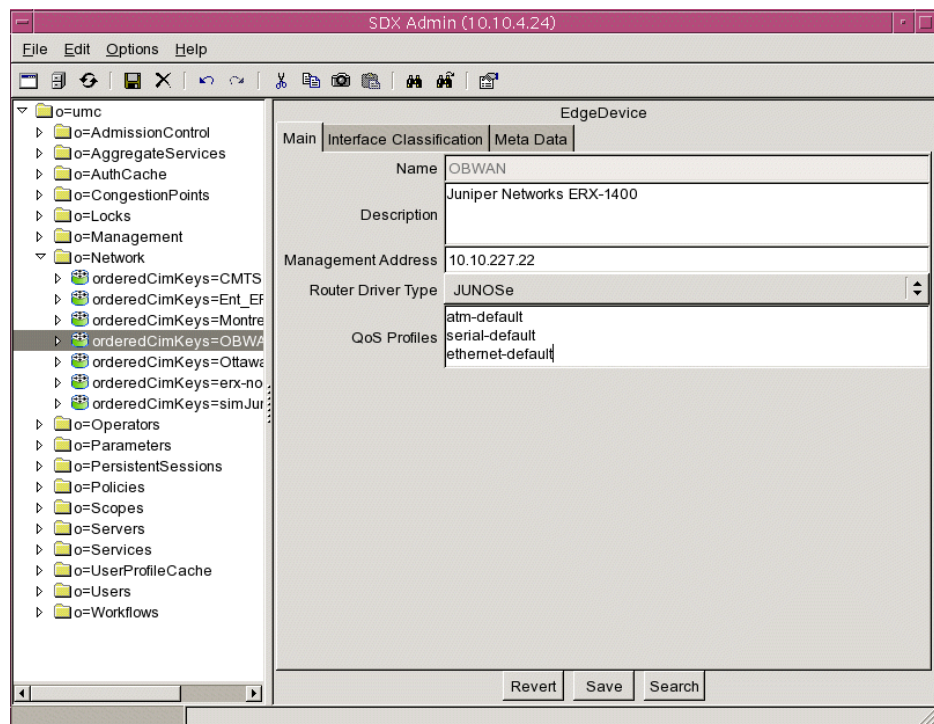 SDX Admin (10.10.4.24)
File Edit Options Help
o=umc
o=AdmissionControl
o=AggregateServices
o=AuthCache
o=CongestionPoints
o=Locks
o=Management
o=Network
orderedCimKeys=CMTS
orderedCimKeys=Ent_EF
orderedCimKeys=Montre
orderedCimKeys=OBWA
orderedCimKeys=Ottawa
orderedCimKeys=erx-no
orderedCimKeys=simJur
o=Operators
o=Parameters
o=PersistentSessions
o=Policies
o=Scopes
o=Servers
o=Services
o=UserProfileCache
o=Users
o=Workflows
EdgeDevice
Main Interface Classification Meta Data
Name OBWAN
Description Juniper Networks ERX-1400
Management Address 10.10.227.22
Router Driver Type JUNOSe
QoS Profiles atm-default
serial-default
ethernet-default
Revert Save Search